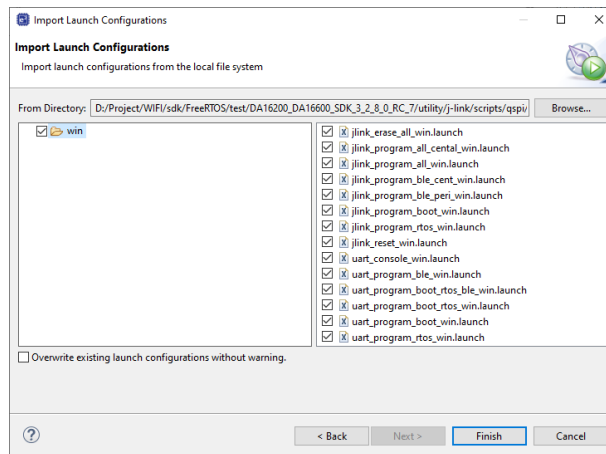 Import Launch Configurations
Import Launch Configurations
Import launch configurations from the local file system
From Directory: D:/Project/WIFI/sdk/FreeRTOS/test/DA16200_DA16600_SDK_3_2_8_0_RC_7/utility/j-link/scripts/qspi/ Browse...
win
jlink_erase_all_win.launch
jlink_program_all_cental_win.launch
jlink_program_all_win.launch
jlink_program_ble_cent_win.launch
jlink_program_ble_peri_win.launch
jlink_program_boot_win.launch
jlink_program_rtos_win.launch
jlink_reset_win.launch
uart_console_win.launch
uart_program_ble_win.launch
uart_program_boot_rtos_ble_win.launch
uart_program_boot_rtos_win.launch
uart_program_boot_win.launch
uart_program_rtos_win.launch
Overwrite existing launch configurations without warning.
? < Back Next > Finish Cancel